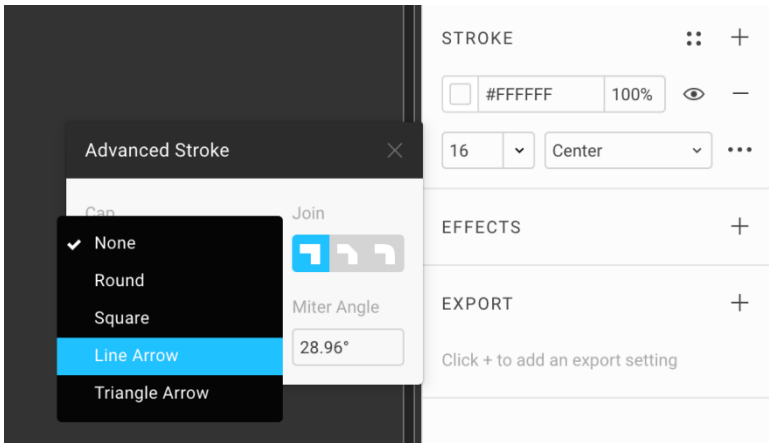 STROKE
#FFFFFF 100%
16 Center
Advanced Stroke
Cap Join
None
Round
Square
Line Arrow
Triangle Arrow
Miter Angle
28.96°
EFFECTS
EXPORT
Click + to add an export setting